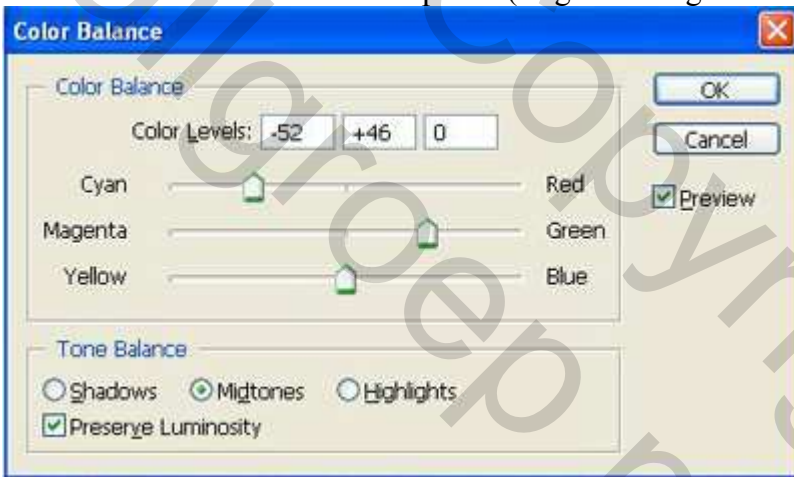 Color Balance
Color Balance
Color Levels: -52 +46 0
Cyan Red
Magenta Green
Yellow Blue
Tone Balance
Shadows Midtones Highlights
Preserve Luminosity
OK
Cancel
Preview